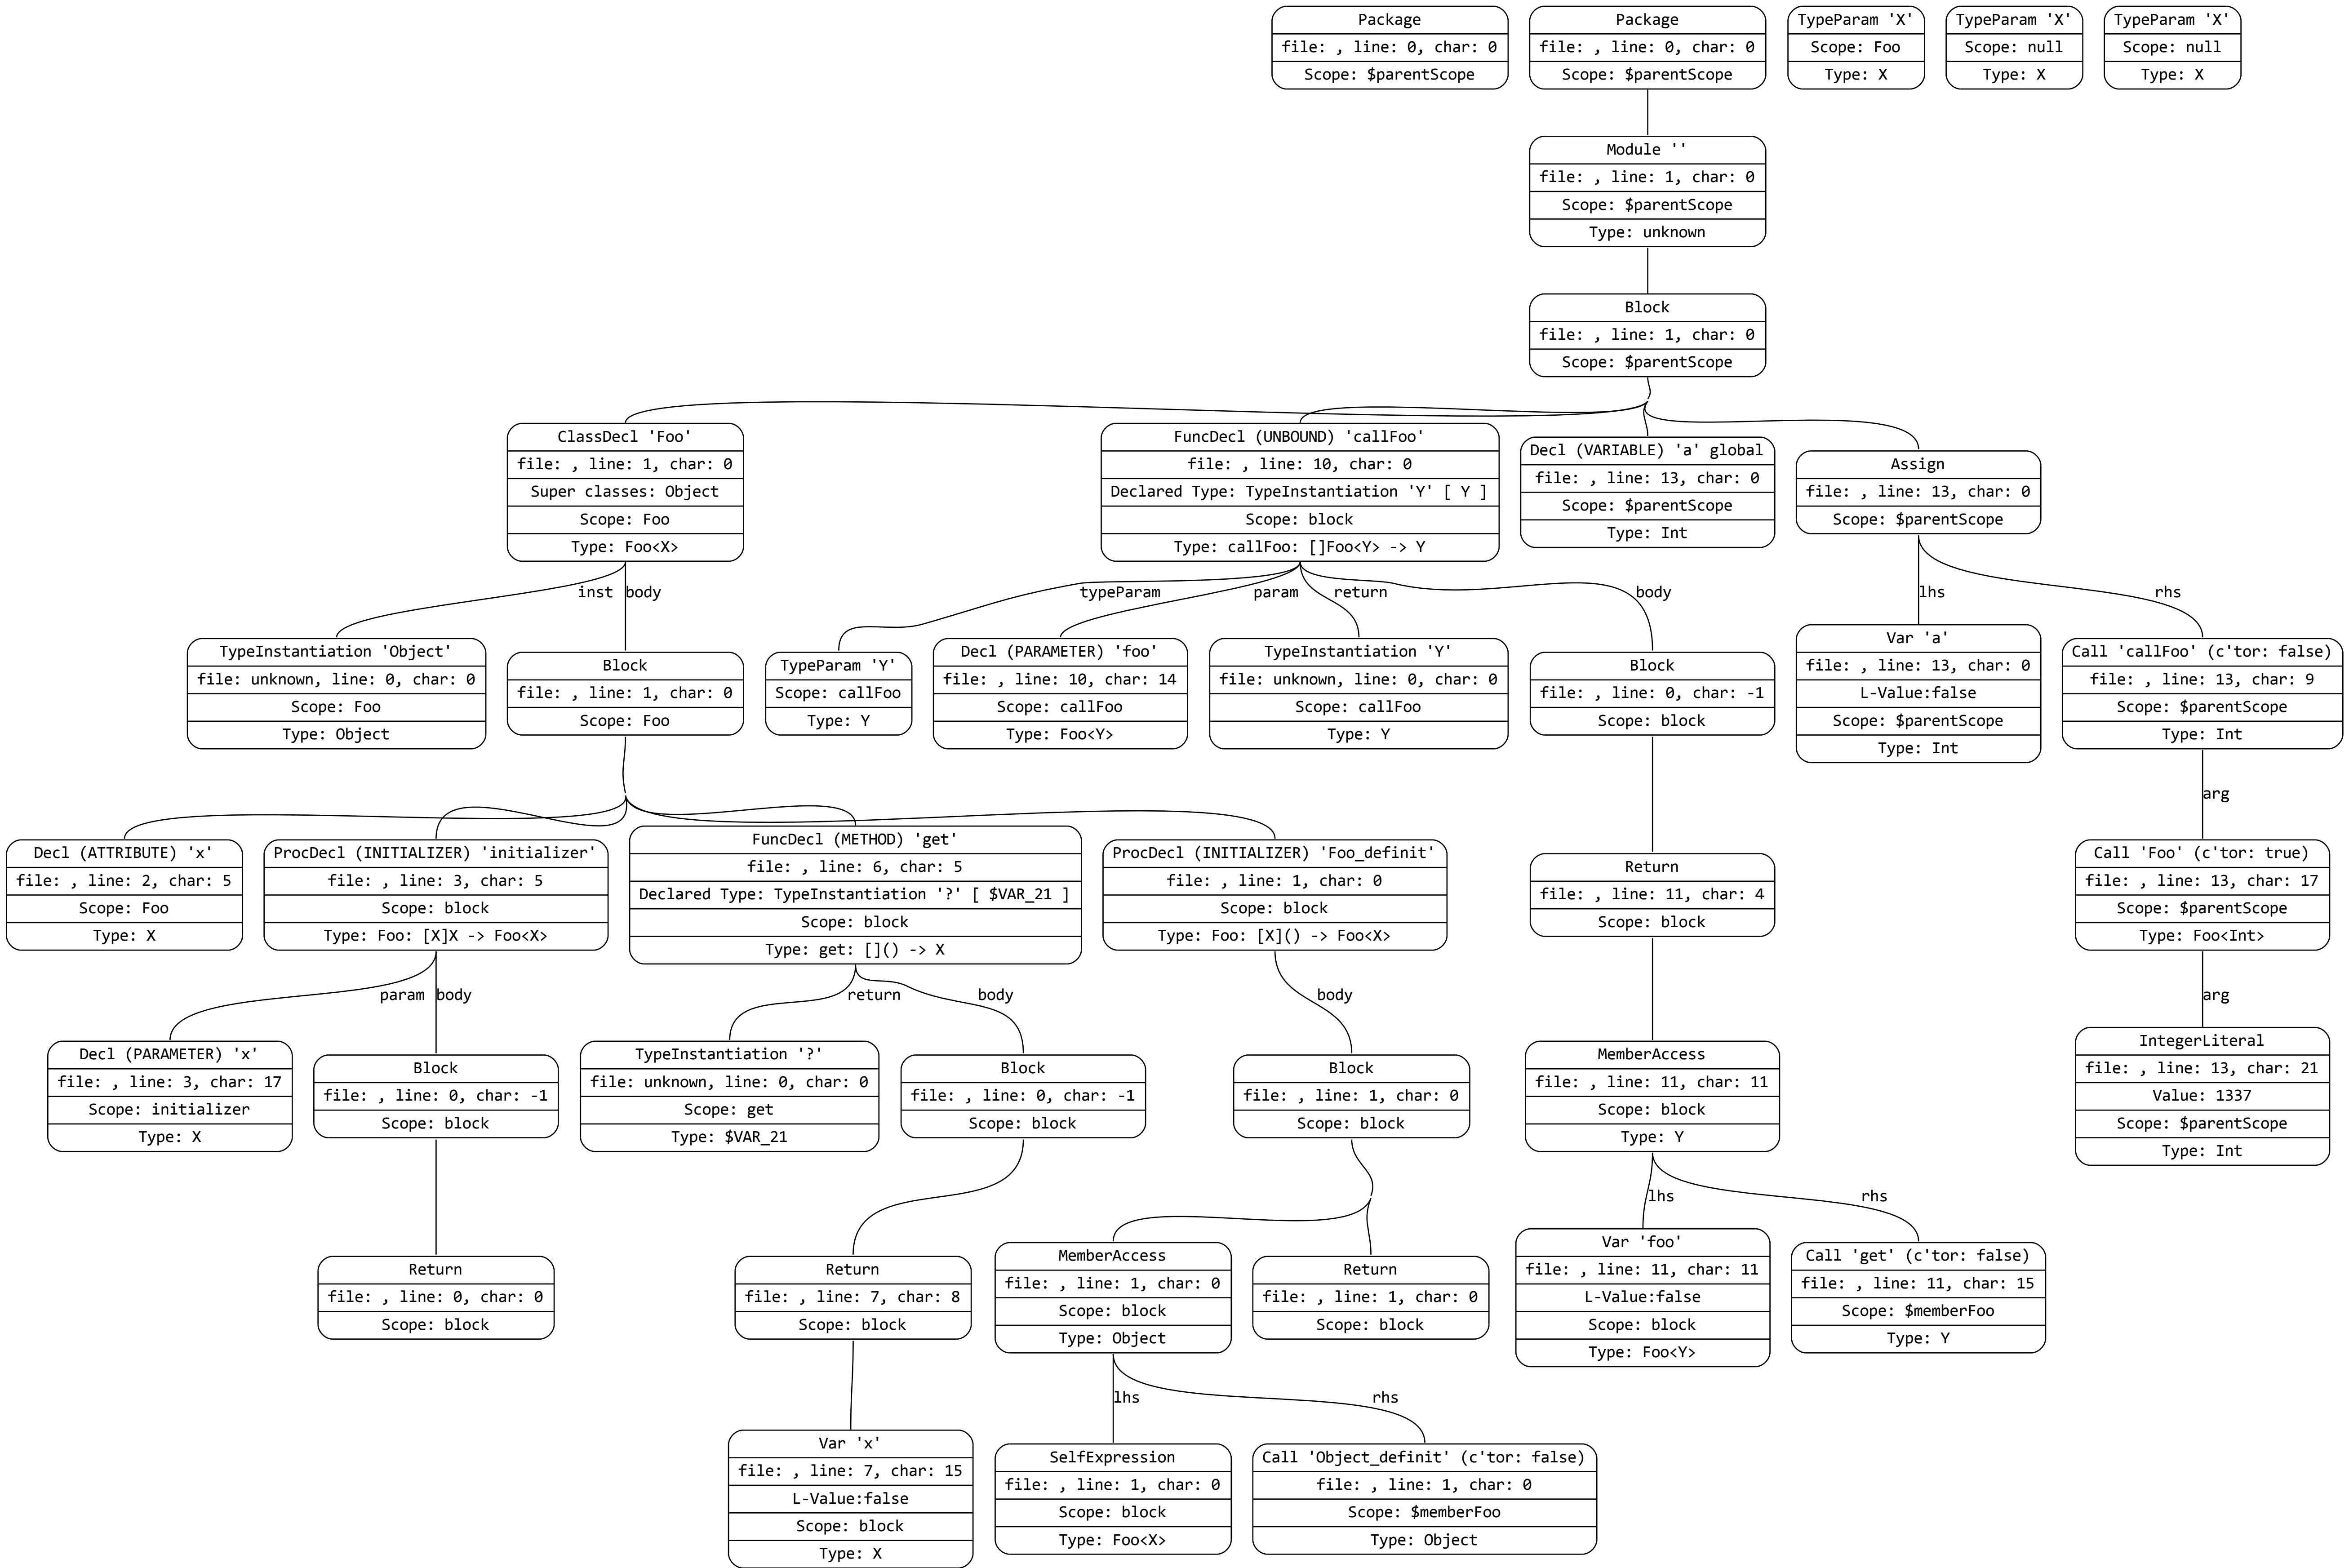 Package
file: , line: 0, char: 0
Scope: $parentScope
Package
file: , line: 0, char: 0
Scope: $parentScope
TypeParam 'X'
Scope: Foo
Type: X
TypeParam 'X'
Scope: null
Type: X
TypeParam 'X'
Scope: null
Type: X
Module ''
file: , line: 1, char: 0
Scope: $parentScope
Type: unknown
Block
file: , line: 1, char: 0
Scope: $parentScope
ClassDecl 'Foo'
file: , line: 1, char: 0
Super classes: Object
Scope: Foo
Type: Foo<X>
FuncDecl (UNBOUND) 'callFoo'
file: , line: 10, char: 0
Declared Type: TypeInstantiation 'Y' [ Y ]
Scope: block
Type: callFoo: []Foo<Y> -> Y
Decl (VARIABLE) 'a' global
file: , line: 13, char: 0
Scope: $parentScope
Type: Int
Assign
file: , line: 13, char: 0
Scope: $parentScope
inst
body
typeParam
param
return
body
lhs
rhs
TypeInstantiation 'Object'
file: unknown, line: 0, char: 0
Scope: Foo
Type: Object
Block
file: , line: 1, char: 0
Scope: Foo
TypeParam 'Y'
Scope: callFoo
Type: Y
Decl (PARAMETER) 'foo'
file: , line: 10, char: 14
Scope: callFoo
Type: Foo<Y>
TypeInstantiation 'Y'
file: unknown, line: 0, char: 0
Scope: callFoo
Type: Y
Block
file: , line: 0, char: -1
Scope: block
Var 'a'
file: , line: 13, char: 0
L-Value:false
Scope: $parentScope
Type: Int
Call 'callFoo' (c'tor: false)
file: , line: 13, char: 9
Scope: $parentScope
Type: Int
arg
Decl (ATTRIBUTE) 'x'
file: , line: 2, char: 5
Scope: Foo
Type: X
ProcDecl (INITIALIZER) 'initializer'
file: , line: 3, char: 5
Scope: block
Type: Foo: [X]X -> Foo<X>
FuncDecl (METHOD) 'get'
file: , line: 6, char: 5
Declared Type: TypeInstantiation '?' [ $VAR_21 ]
Scope: block
Type: get: []() -> X
ProcDecl (INITIALIZER) 'Foo_definit'
file: , line: 1, char: 0
Scope: block
Type: Foo: [X]() -> Foo<X>
Return
file: , line: 11, char: 4
Scope: block
Call 'Foo' (c'tor: true)
file: , line: 13, char: 17
Scope: $parentScope
Type: Foo<Int>
param
body
return
body
body
arg
Decl (PARAMETER) 'x'
file: , line: 3, char: 17
Scope: initializer
Type: X
Block
file: , line: 0, char: -1
Scope: block
TypeInstantiation '?'
file: unknown, line: 0, char: 0
Scope: get
Type: $VAR_21
Block
file: , line: 0, char: -1
Scope: block
Block
file: , line: 1, char: 0
Scope: block
MemberAccess
file: , line: 11, char: 11
Scope: block
Type: Y
IntegerLiteral
file: , line: 13, char: 21
Value: 1337
Scope: $parentScope
Type: Int
lhs
rhs
Return
file: , line: 0, char: 0
Scope: block
Return
file: , line: 7, char: 8
Scope: block
MemberAccess
file: , line: 1, char: 0
Scope: block
Type: Object
Return
file: , line: 1, char: 0
Scope: block
Var 'foo'
file: , line: 11, char: 11
L-Value:false
Scope: block
Type: Foo<Y>
Call 'get' (c'tor: false)
file: , line: 11, char: 15
Scope: $memberFoo
Type: Y
lhs
rhs
Var 'x'
file: , line: 7, char: 15
L-Value:false
Scope: block
Type: X
SelfExpression
file: , line: 1, char: 0
Scope: block
Type: Foo<X>
Call 'Object_definit' (c'tor: false)
file: , line: 1, char: 0
Scope: $memberFoo
Type: Object